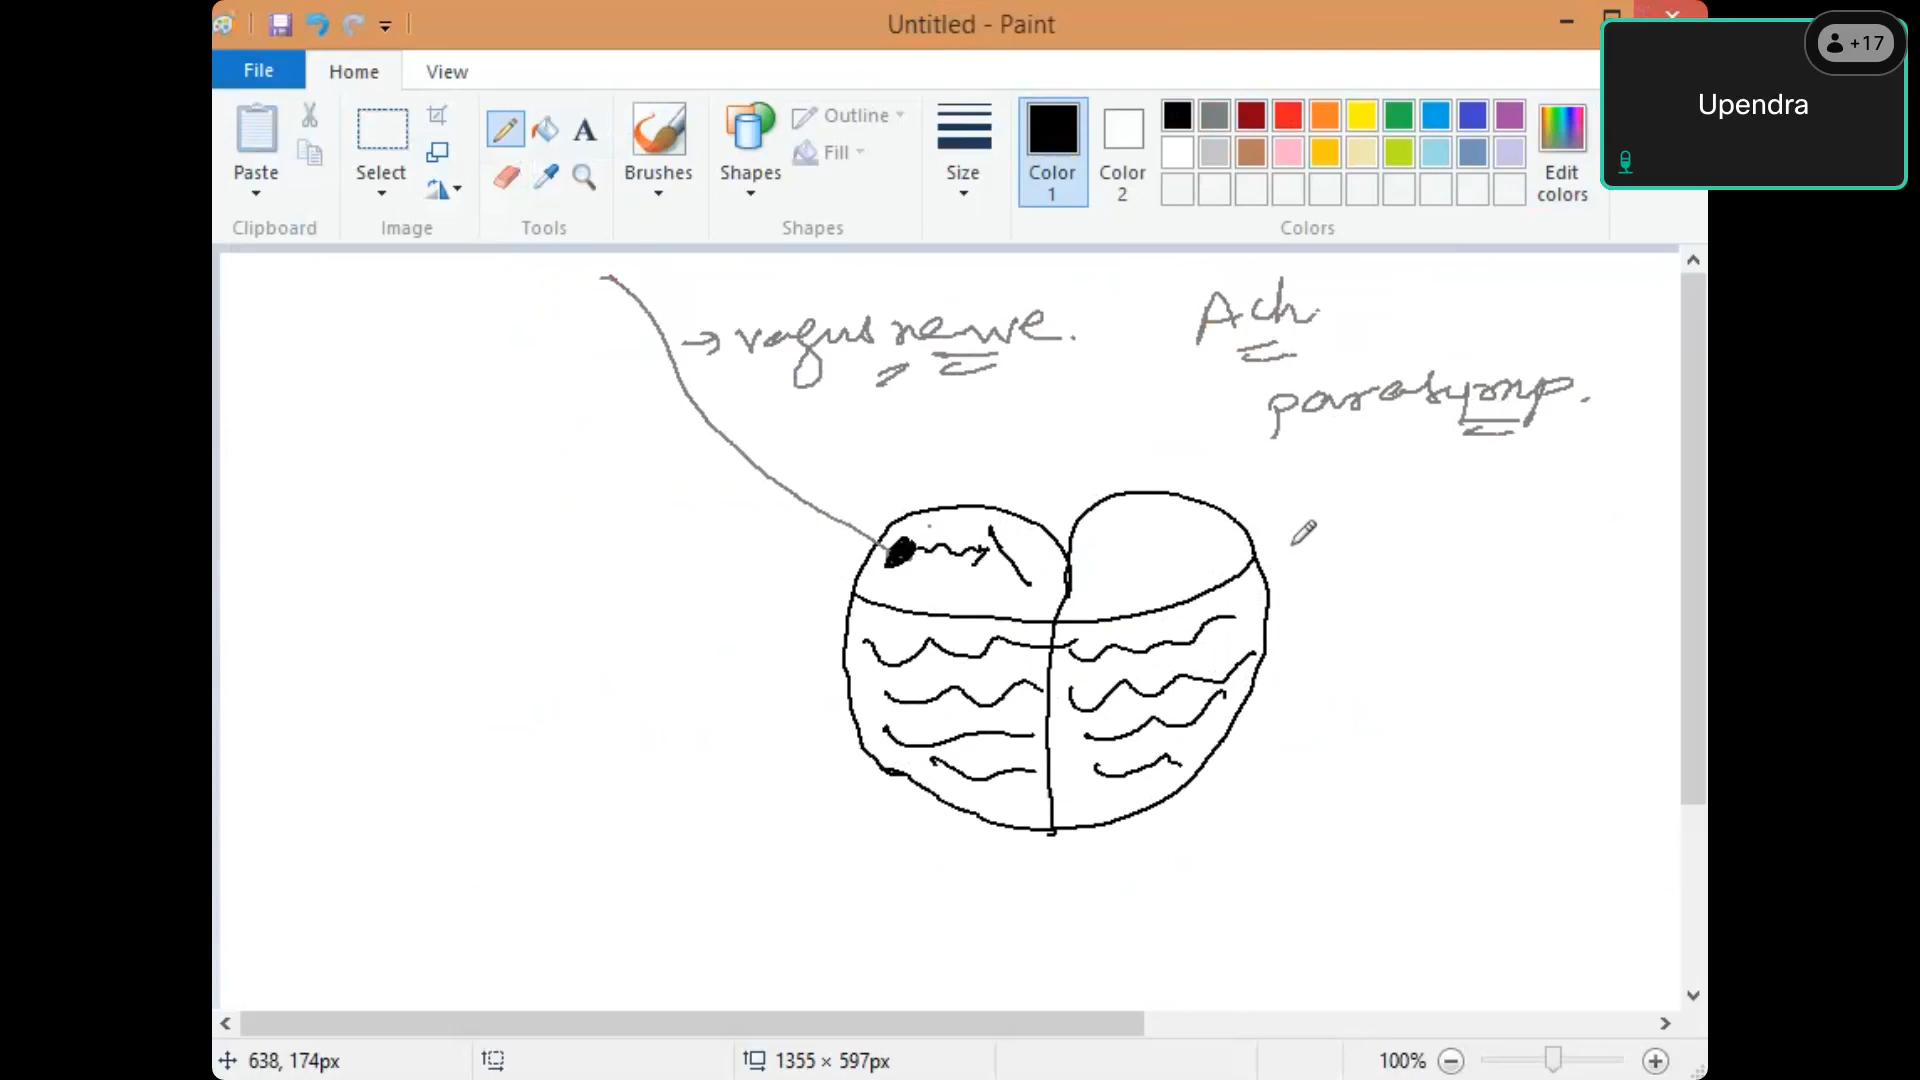 Untitled - Paint
+17
Upendra
File Home View
Paste
Select
Brushes
Shapes
Outline
Fill
Size
Color 1
Color 2
Edit colors
Clipboard Image Tools Shapes Colors
→ vagus nerve. Ach
parasymp.
638, 174px 1355 × 597px 100%